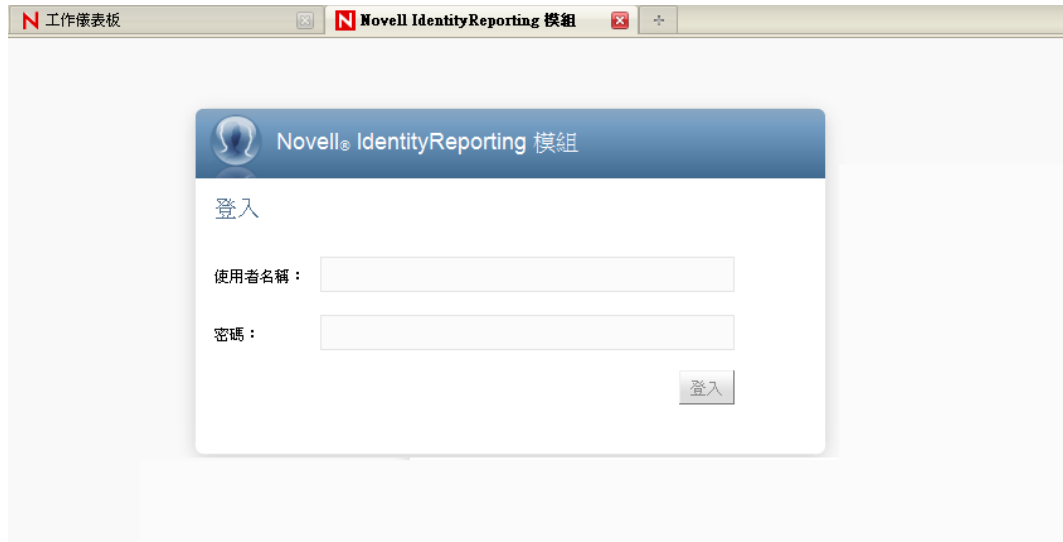 工作儀表板
Novell IdentityReporting 模組
Novell® IdentityReporting 模組
登入
使用者名稱：
密碼：
登入